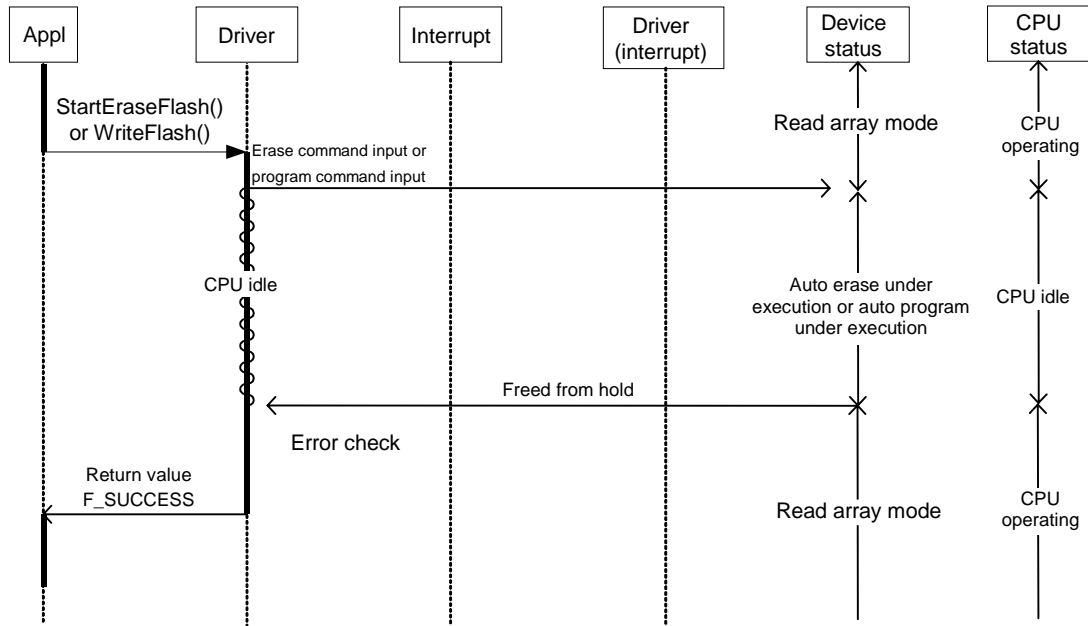 Appl
Driver
Interrupt
Driver
(interrupt)
Device
status
CPU
status
StartEraseFlash()
or WriteFlash()
Erase command input or
program command input
Read array mode
CPU
operating
CPU idle
Auto erase under
execution or auto program
under execution
CPU idle
Freed from hold
Error check
Return value
F_SUCCESS
Read array mode
CPU
operating